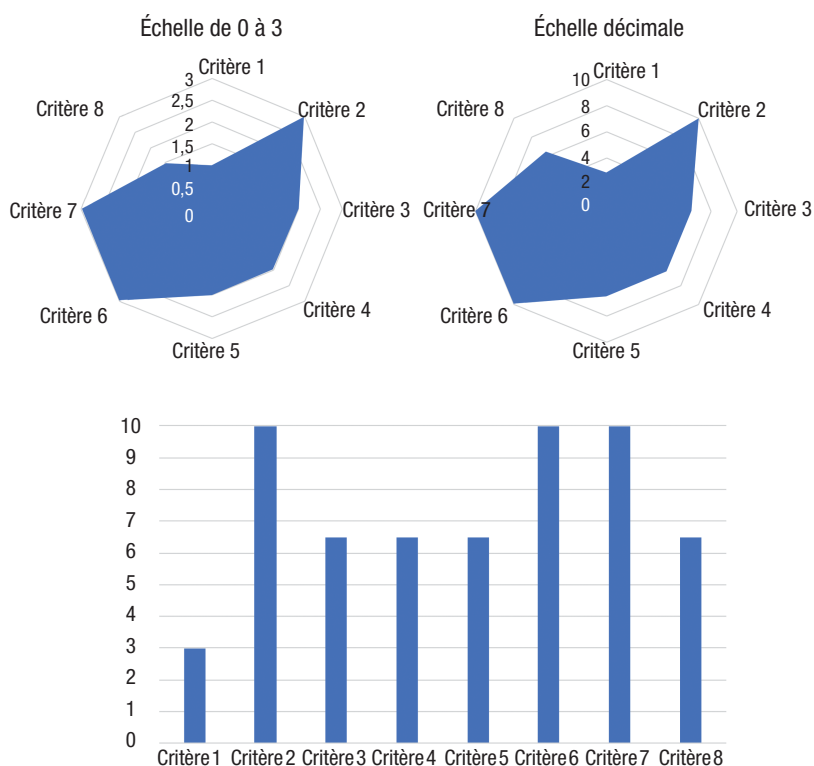 Échelle de 0 à 3
Critère 1
3
2,5
2
1,5
1
0,5
0
Critère 2
Critère 3
Critère 4
Critère 5
Critère 6
Critère 7
Critère 8
Échelle décimale
Critère 1
10
8
6
4
2
0
Critère 2
Critère 3
Critère 4
Critère 5
Critère 6
Critère 7
Critère 8
10
9
8
7
6
5
4
3
2
1
0
Critère 1 Critère 2 Critère 3 Critère 4 Critère 5 Critère 6 Critère 7 Critère 8